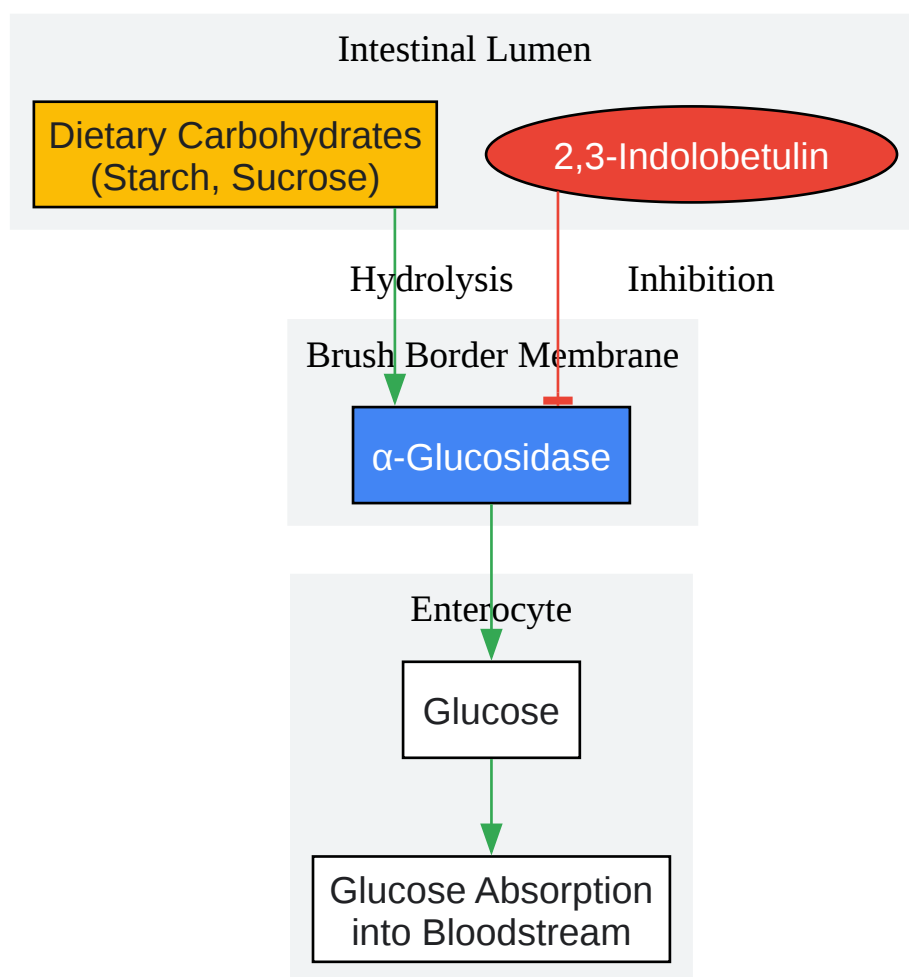 Intestinal Lumen
Dietary Carbohydrates
(Starch, Sucrose)
2,3-Indolobetulin
Hydrolysis
Inhibition
Brush Border Membrane
α-Glucosidase
Enterocyte
Glucose
Glucose Absorption
into Bloodstream